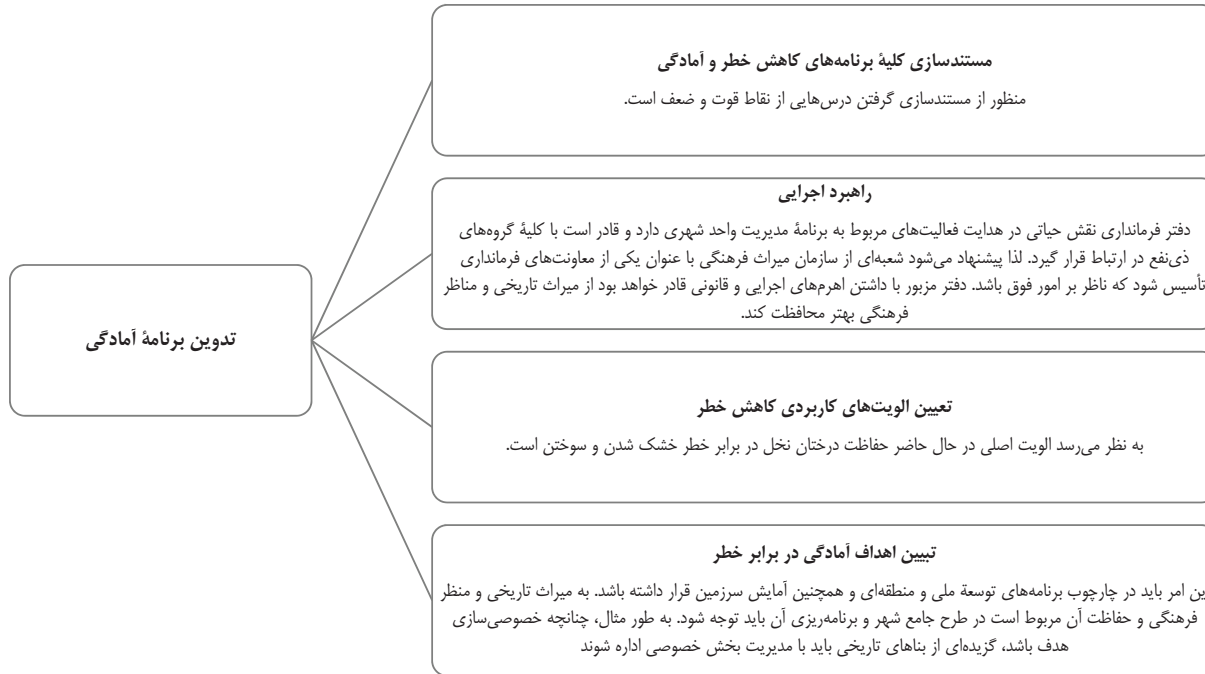 مستندسازی کلیهٔ برنامه‌های کاهش خطر و آمادگی
منظور از مستندسازی گرفتن درس‌هایی از نقاط قوت و ضعف است.
راهبرد اجرایی
دفتر فرمانداری نقش حیاتی در هدایت فعالیت‌های مربوط به برنامهٔ مدیریت واحد شهری دارد و قادر است با کلیهٔ گروه‌های
ذی‌نفع در ارتباط قرار گیرد. لذا پیشنهاد می‌شود شعبه‌ای از سازمان میراث فرهنگی با عنوان یکی از معاونت‌های فرمانداری
تأسیس شود که ناظر بر امور فوق باشد. دفتر مزبور با داشتن اهرم‌های اجرایی و قانونی قادر خواهد بود از میراث تاریخی و مناظر
فرهنگی بهتر محافظت کند.
تدوین برنامهٔ آمادگی
تعیین الویت‌های کاربردی کاهش خطر
به نظر می‌رسد الویت اصلی در حال حاضر حفاظت درختان نخل در برابر خطر خشک شدن و سوختن است.
تبیین اهداف آمادگی در برابر خطر
ین امر باید در چارچوب برنامه‌های توسعهٔ ملی و منطقه‌ای و همچنین آمایش سرزمین قرار داشته باشد. به میراث تاریخی و منظر
فرهنگی و حفاظت آن مربوط است در طرح جامع شهر و برنامه‌ریزی آن باید توجه شود. به طور مثال، چنانچه خصوصی‌سازی
هدف باشد، گزیده‌ای از بناهای تاریخی باید با مدیریت بخش خصوصی اداره شوند